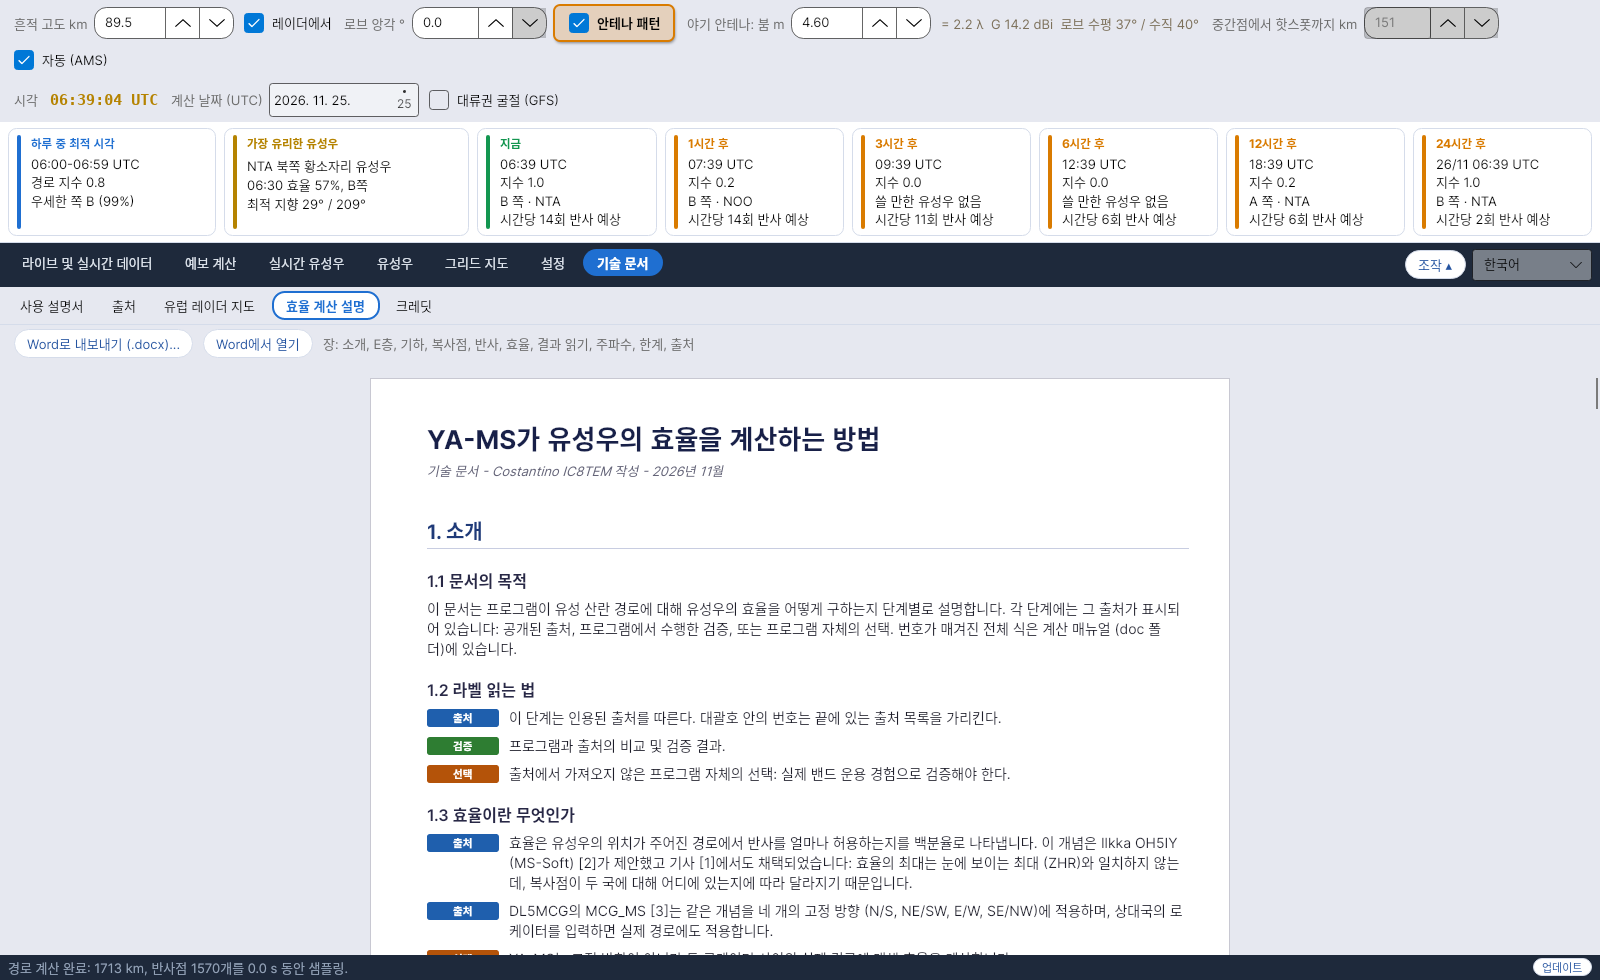 흔적 고도 km 89.5 레이더에서 로브 앙각 ° 0.0 안테나 패턴 야기 안테나: 붐 m 4.60 = 2.2 λ G 14.2 dBi 로브 수평 37° / 수직 40° 중간점에서 핫스폿까지 km 151
자동 (AMS)
시각 06:39:04 UTC 계산 날짜 (UTC) 2026. 11. 25. 25 대류권 굴절 (GFS)
하루 중 최적 시각
06:00-06:59 UTC
경로 지수 0.8
우세한 쪽 B (99%)
가장 유리한 유성우
NTA 북쪽 황소자리 유성우
06:30 효율 57%, B쪽
최적 지향 29° / 209°
지금
06:39 UTC
지수 1.0
B 쪽 · NTA
시간당 14회 반사 예상
1시간 후
07:39 UTC
지수 0.2
B 쪽 · NOO
시간당 14회 반사 예상
3시간 후
09:39 UTC
지수 0.0
쓸 만한 유성우 없음
시간당 11회 반사 예상
6시간 후
12:39 UTC
지수 0.0
쓸 만한 유성우 없음
시간당 6회 반사 예상
12시간 후
18:39 UTC
지수 0.2
A 쪽 · NTA
시간당 6회 반사 예상
24시간 후
26/11 06:39 UTC
지수 1.0
B 쪽 · NTA
시간당 2회 반사 예상
라이브 및 실시간 데이터 예보 계산 실시간 유성우 유성우 그리드 지도 설정 기술 문서 조작 ▴ 한국어
사용 설명서 출처 유럽 레이더 지도 효율 계산 설명 크레딧
Word로 내보내기 (.docx)... Word에서 열기 장: 소개, E층, 기하, 복사점, 반사, 효율, 결과 읽기, 주파수, 한계, 출처
YA-MS가 유성우의 효율을 계산하는 방법
기술 문서 - Costantino IC8TEM 작성 - 2026년 11월
1. 소개
1.1 문서의 목적
이 문서는 프로그램이 유성 산란 경로에 대해 유성우의 효율을 어떻게 구하는지 단계별로 설명합니다. 각 단계에는 그 출처가 표시되
어 있습니다: 공개된 출처, 프로그램에서 수행한 검증, 또는 프로그램 자체의 선택. 번호가 매겨진 전체 식은 계산 매뉴얼 (doc 폴
더)에 있습니다.
1.2 라벨 읽는 법
출처 이 단계는 인용된 출처를 따른다. 대괄호 안의 번호는 끝에 있는 출처 목록을 가리킨다.
검증 프로그램과 출처의 비교 및 검증 결과.
선택 출처에서 가져오지 않은 프로그램 자체의 선택: 실제 밴드 운용 경험으로 검증해야 한다.
1.3 효율이란 무엇인가
출처 효율은 유성우의 위치가 주어진 경로에서 반사를 얼마나 허용하는지를 백분율로 나타냅니다. 이 개념은 Ilkka OH5IY
(MS-Soft) [2]가 제안했고 기사 [1]에서도 채택되었습니다: 효율의 최대는 눈에 보이는 최대 (ZHR)와 일치하지 않는
데, 복사점이 두 국에 대해 어디에 있는지에 따라 달라지기 때문입니다.
출처 DL5MCG의 MCG_MS [3]는 같은 개념을 네 개의 고정 방향 (N/S, NE/SW, E/W, SE/NW)에 적용하며, 상대국의 로
케이터를 입력하면 실제 경로에도 적용합니다.
경로 계산 완료: 1713 km, 반사점 1570개를 0.0 s 동안 샘플링. 업데이트